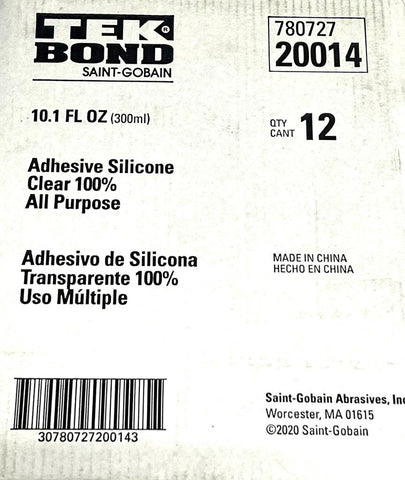 TEK®
BOND
SAINT-GOBAIN
780727
20014
10.1 FL OZ (300ml)
QTY
CANT 12
Adhesive Silicone
Clear 100%
All Purpose
Adhesivo de Silicona
Transparente 100%
Uso Múltiple
MADE IN CHINA
HECHO EN CHINA
30780727200143
Saint-Gobain Abrasives, Inc
Worcester, MA 01615
©2020 Saint-Gobain